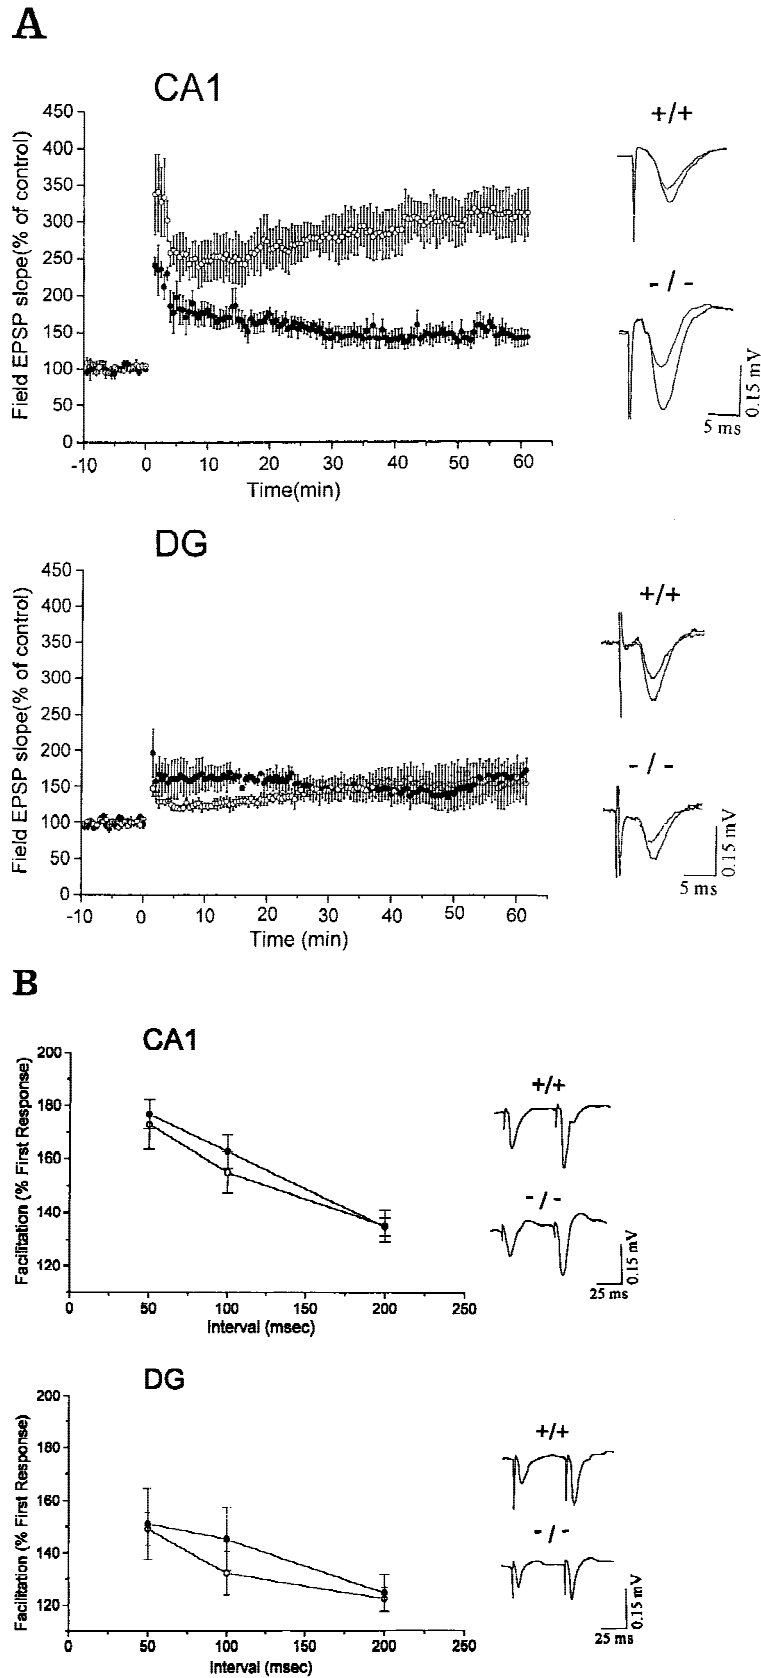 A
CA1
Field EPSP slope(% of control)
450
400
350
300
250
200
150
100
50
0
-10 0 10 20 30 40 50 60
Time(min)
+/+
-/-
0.15 mV
5 ms
DG
Field EPSP slope(% of control)
450
400
350
300
250
200
150
100
50
0
-10 0 10 20 30 40 50 60
Time (min)
+/+
-/-
0.15 mV
5 ms
B
CA1
Facilitation (% First Response)
200
180
160
140
120
0 50 100 150 200 250
Interval (msec)
+/+
-/-
0.15 mV
25 ms
DG
Facilitation (% First Response)
200
180
160
140
120
0 50 100 150 200 250
Interval (msec)
+/+
-/-
0.15 mV
25 ms